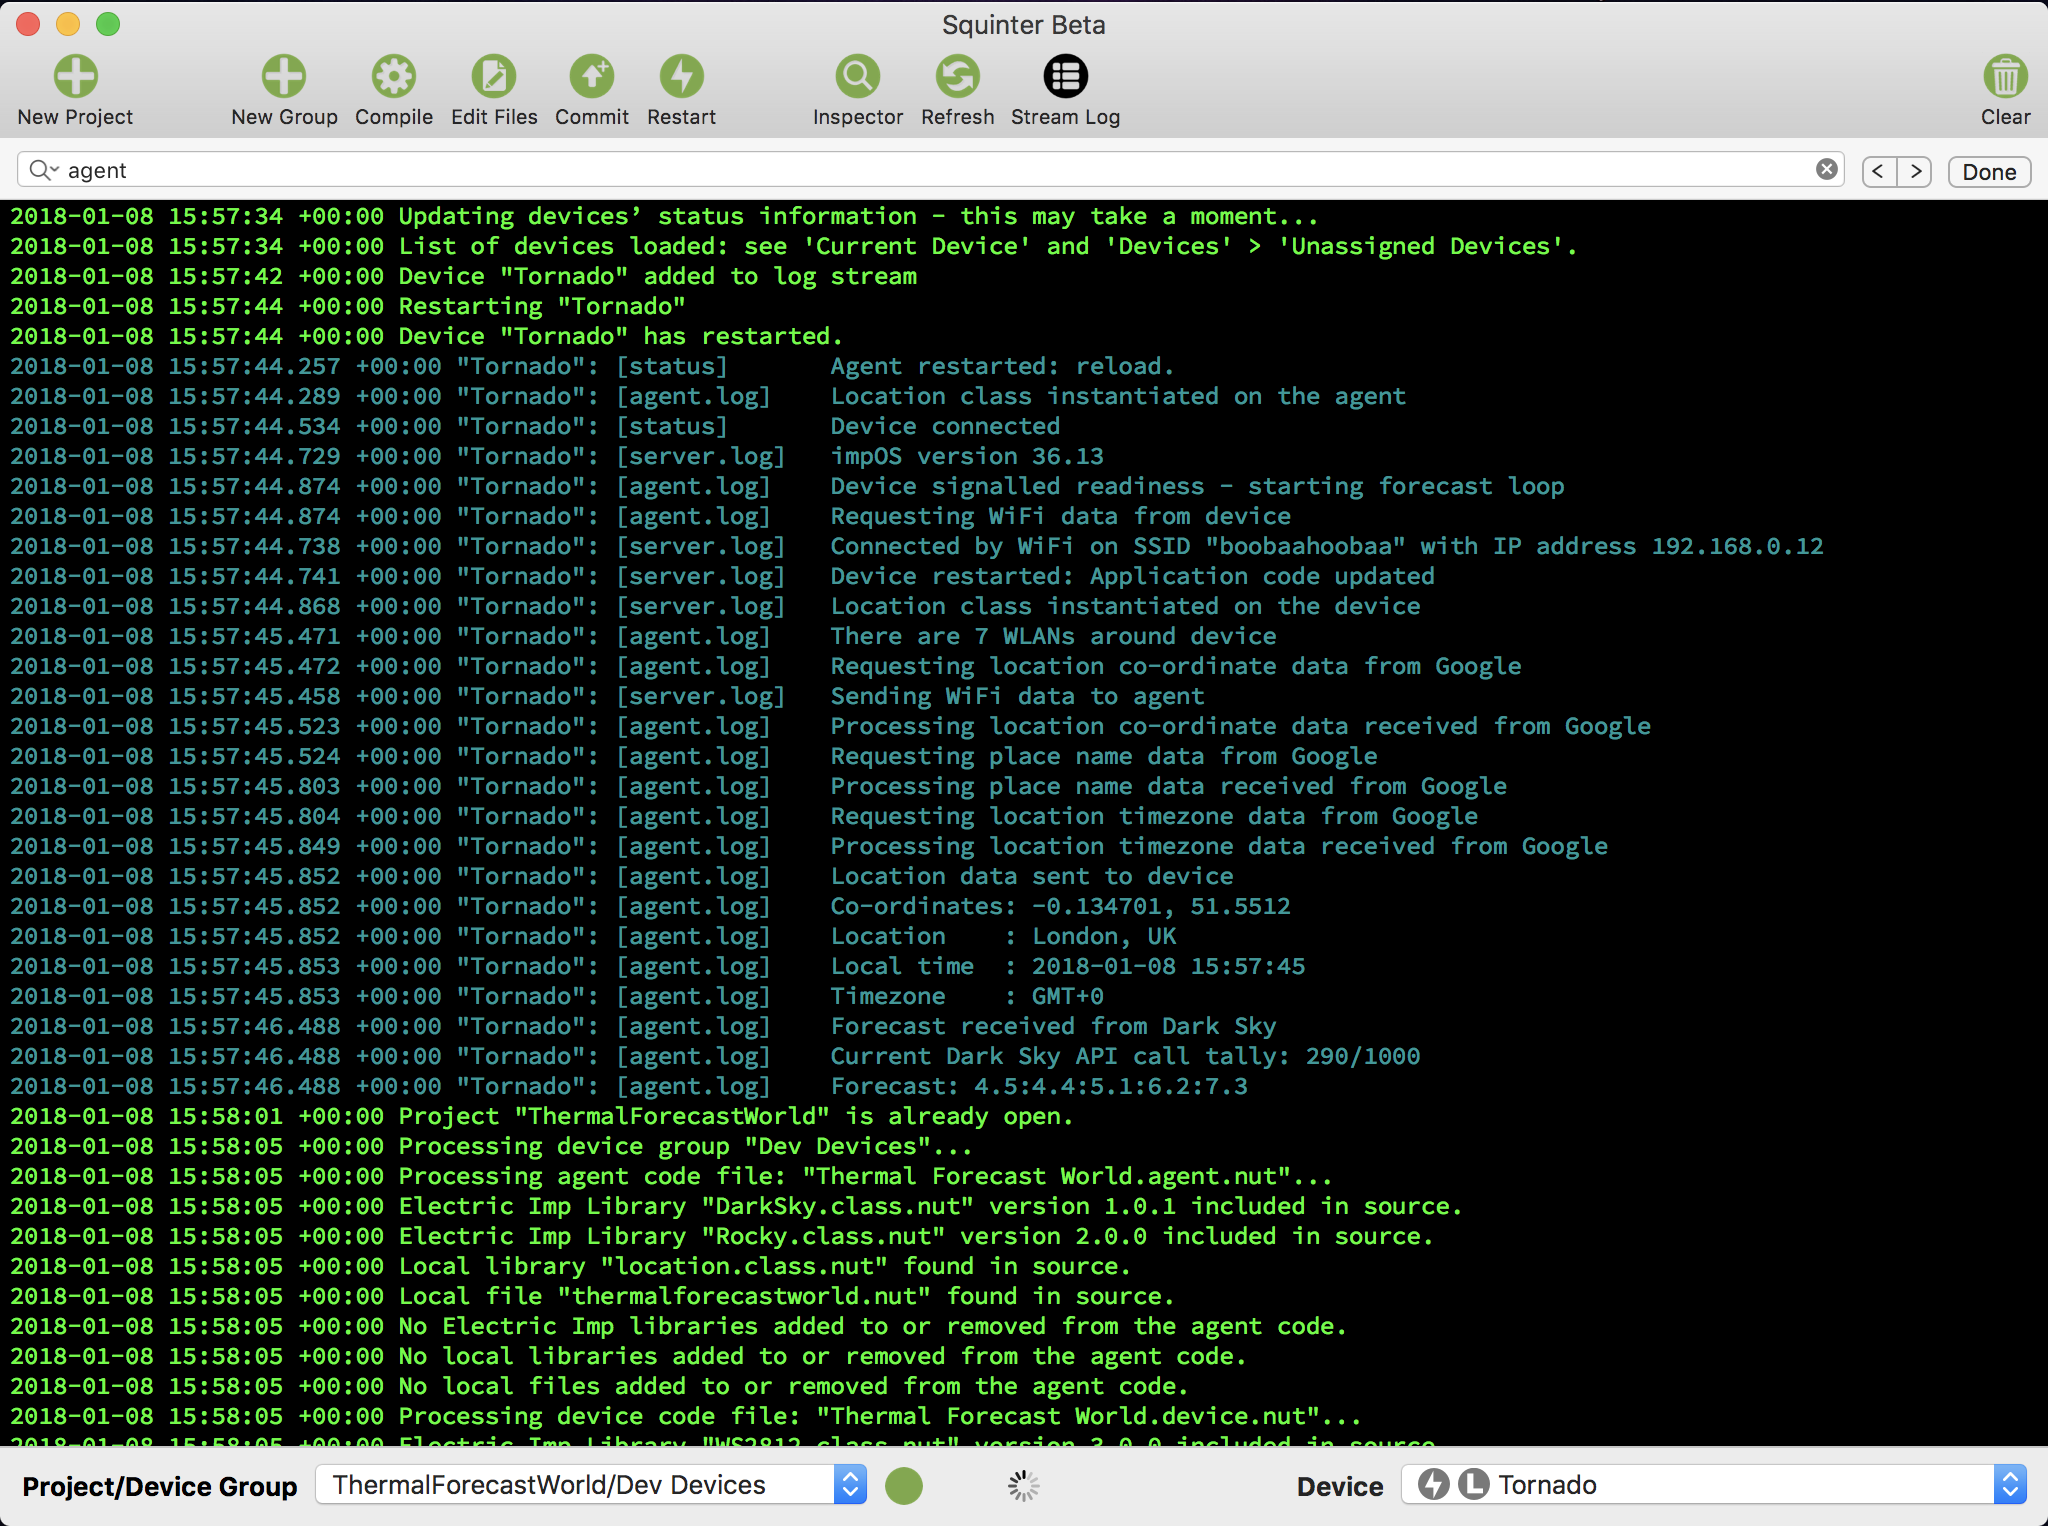 Squinter Beta
New Project New Group Compile Edit Files Commit Restart Inspector Refresh Stream Log Clear
agent < > Done
2018-01-08 15:57:34 +00:00 Updating devices’ status information - this may take a moment...
2018-01-08 15:57:34 +00:00 List of devices loaded: see 'Current Device' and 'Devices' > 'Unassigned Devices'.
2018-01-08 15:57:42 +00:00 Device "Tornado" added to log stream
2018-01-08 15:57:44 +00:00 Restarting "Tornado"
2018-01-08 15:57:44 +00:00 Device "Tornado" has restarted.
2018-01-08 15:57:44.257 +00:00 "Tornado": [status] Agent restarted: reload.
2018-01-08 15:57:44.289 +00:00 "Tornado": [agent.log] Location class instantiated on the agent
2018-01-08 15:57:44.534 +00:00 "Tornado": [status] Device connected
2018-01-08 15:57:44.729 +00:00 "Tornado": [server.log] impOS version 36.13
2018-01-08 15:57:44.874 +00:00 "Tornado": [agent.log] Device signalled readiness - starting forecast loop
2018-01-08 15:57:44.874 +00:00 "Tornado": [agent.log] Requesting WiFi data from device
2018-01-08 15:57:44.738 +00:00 "Tornado": [server.log] Connected by WiFi on SSID "boobaahoobaa" with IP address 192.168.0.12
2018-01-08 15:57:44.741 +00:00 "Tornado": [server.log] Device restarted: Application code updated
2018-01-08 15:57:44.868 +00:00 "Tornado": [server.log] Location class instantiated on the device
2018-01-08 15:57:45.471 +00:00 "Tornado": [agent.log] There are 7 WLANs around device
2018-01-08 15:57:45.472 +00:00 "Tornado": [agent.log] Requesting location co-ordinate data from Google
2018-01-08 15:57:45.458 +00:00 "Tornado": [server.log] Sending WiFi data to agent
2018-01-08 15:57:45.523 +00:00 "Tornado": [agent.log] Processing location co-ordinate data received from Google
2018-01-08 15:57:45.524 +00:00 "Tornado": [agent.log] Requesting place name data from Google
2018-01-08 15:57:45.803 +00:00 "Tornado": [agent.log] Processing place name data received from Google
2018-01-08 15:57:45.804 +00:00 "Tornado": [agent.log] Requesting location timezone data from Google
2018-01-08 15:57:45.849 +00:00 "Tornado": [agent.log] Processing location timezone data received from Google
2018-01-08 15:57:45.852 +00:00 "Tornado": [agent.log] Location data sent to device
2018-01-08 15:57:45.852 +00:00 "Tornado": [agent.log] Co-ordinates: -0.134701, 51.5512
2018-01-08 15:57:45.852 +00:00 "Tornado": [agent.log] Location : London, UK
2018-01-08 15:57:45.853 +00:00 "Tornado": [agent.log] Local time : 2018-01-08 15:57:45
2018-01-08 15:57:45.853 +00:00 "Tornado": [agent.log] Timezone : GMT+0
2018-01-08 15:57:46.488 +00:00 "Tornado": [agent.log] Forecast received from Dark Sky
2018-01-08 15:57:46.488 +00:00 "Tornado": [agent.log] Current Dark Sky API call tally: 290/1000
2018-01-08 15:57:46.488 +00:00 "Tornado": [agent.log] Forecast: 4.5:4.4:5.1:6.2:7.3
2018-01-08 15:58:01 +00:00 Project "ThermalForecastWorld" is already open.
2018-01-08 15:58:05 +00:00 Processing device group "Dev Devices"...
2018-01-08 15:58:05 +00:00 Processing agent code file: "Thermal Forecast World.agent.nut"...
2018-01-08 15:58:05 +00:00 Electric Imp Library "DarkSky.class.nut" version 1.0.1 included in source.
2018-01-08 15:58:05 +00:00 Electric Imp Library "Rocky.class.nut" version 2.0.0 included in source.
2018-01-08 15:58:05 +00:00 Local library "location.class.nut" found in source.
2018-01-08 15:58:05 +00:00 Local file "thermalforecastworld.nut" found in source.
2018-01-08 15:58:05 +00:00 No Electric Imp libraries added to or removed from the agent code.
2018-01-08 15:58:05 +00:00 No local libraries added to or removed from the agent code.
2018-01-08 15:58:05 +00:00 No local files added to or removed from the agent code.
2018-01-08 15:58:05 +00:00 Processing device code file: "Thermal Forecast World.device.nut"...
2018-01-08 15:58:05 +00:00 Electric Imp Library "WS2812.class.nut" version 3.0.0 included in source.
Project/Device Group ThermalForecastWorld/Dev Devices Device L Tornado